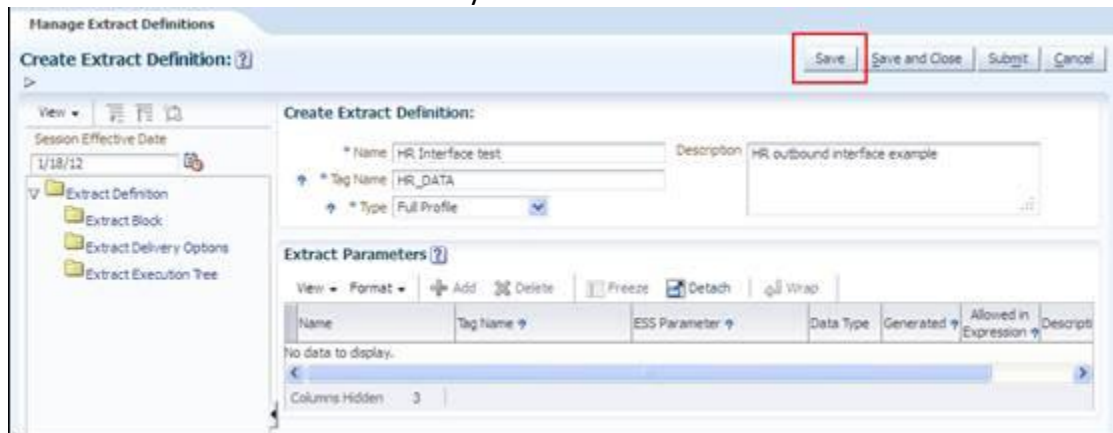 Manage Extract Definitions
Create Extract Definition:
Save Save and Close Submit Cancel
View
Session Effective Date
1/18/12
Extract Definition
Extract Block
Extract Delivery Options
Extract Execution Tree
Create Extract Definition:
* Name HR Interface test
* Tag Name HR_DATA
* Type Full Profile
Description HR outbound interface example
Extract Parameters
View Format Add Delete Freeze Detach Wrap
Name Tag Name ESS Parameter Data Type Generated Allowed in Expression Descripti
No data to display.
Columns Hidden 3